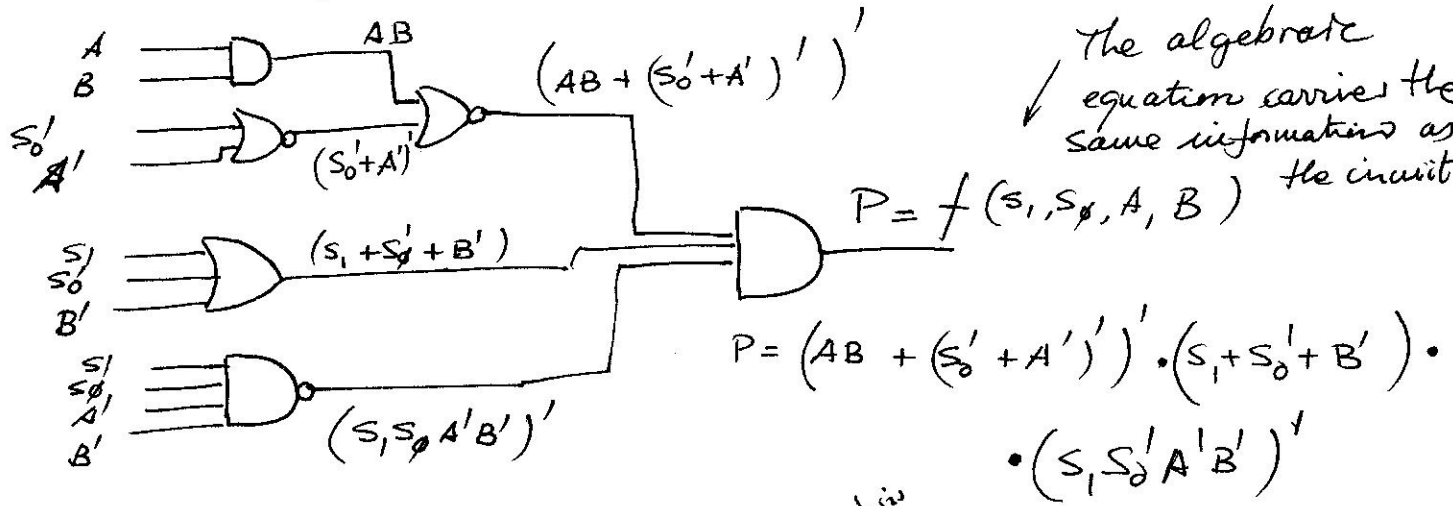 A
B
AB
S₀'
A'
(S₀'+A')'
(AB + (S₀'+A')')'
The algebraic
equation carries the
same information as
the circuit
S₁
S₀'
B'
(S₁+S₀'+B')
P = f(S₁, S₀, A, B)
S₁
S₀
A'
B'
(S₁S₀A'B')'
P = (AB + (S₀'+A')')' • (S₁+S₀'+B') •
• (S₁S₀'A'B')'